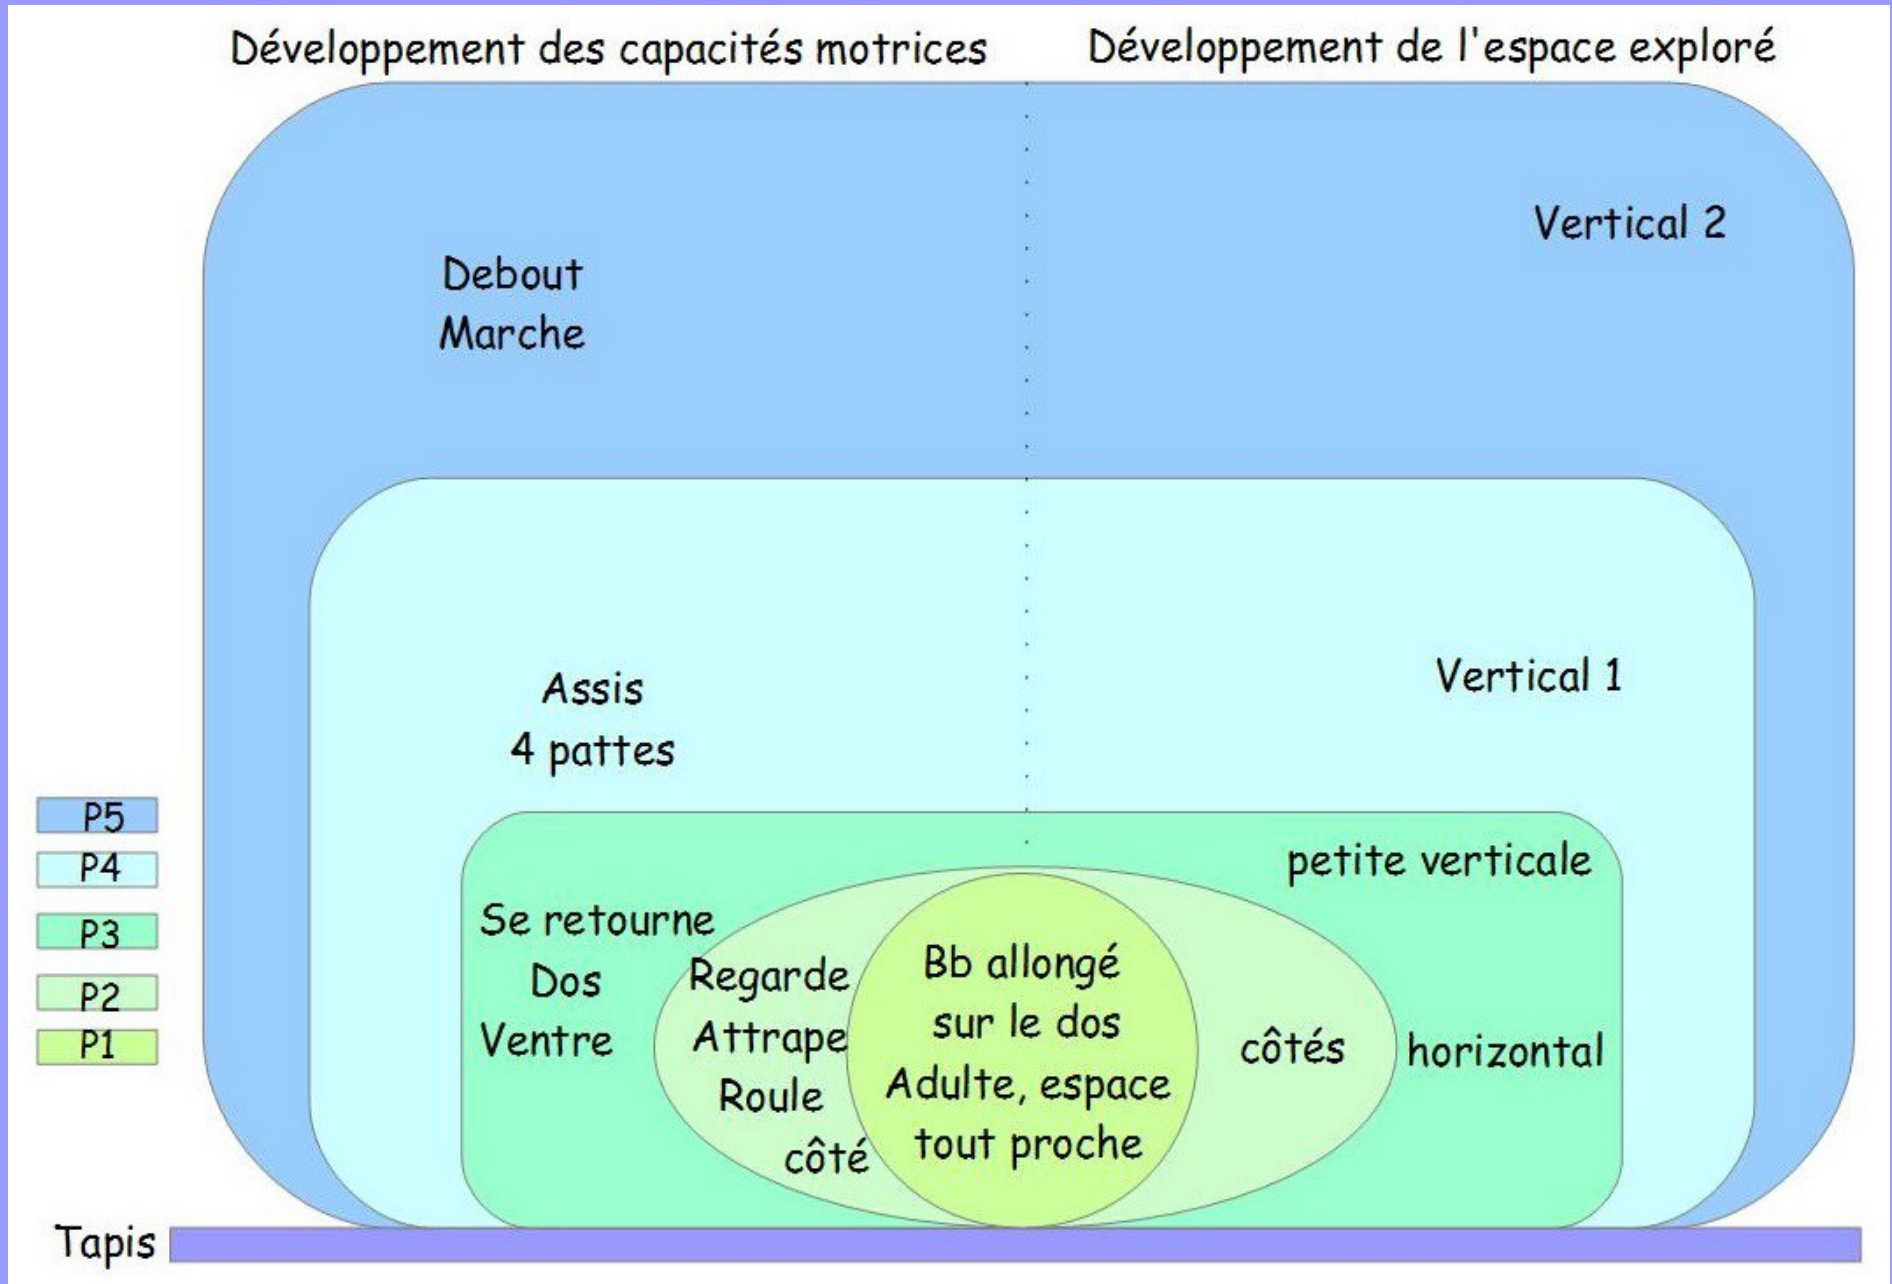 Développement des capacités motrices
Développement de l'espace exploré
Vertical 2
Debout
Marche
Assis
4 pattes
Vertical 1
P5
P4
P3
P2
P1
petite verticale
Se retourne
Dos
Ventre
Regarde
Attrape
Roule
côté
Bb allongé
sur le dos
Adulte, espace
tout proche
côtés
horizontal
Tapis